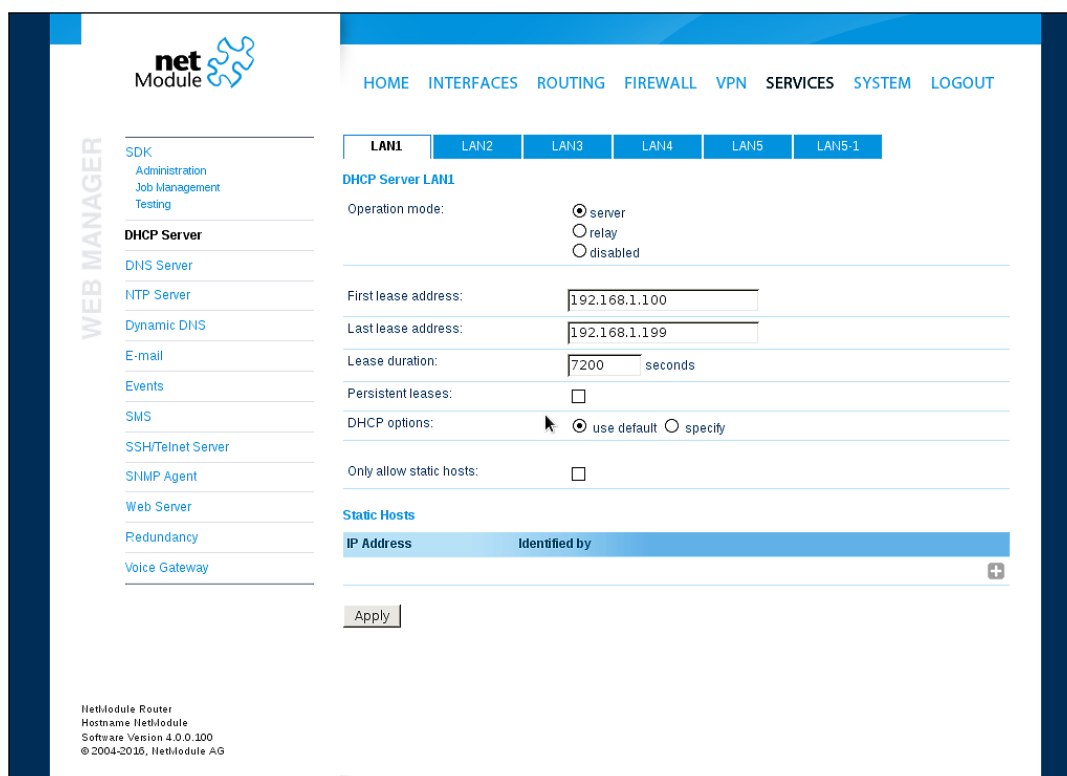 net
Module
HOME INTERFACES ROUTING FIREWALL VPN SERVICES SYSTEM LOGOUT
WEB MANAGER
SDK
Administration
Job Management
Testing
DHCP Server
DNS Server
NTP Server
Dynamic DNS
E-mail
Events
SMS
SSH/Telnet Server
SNMP Agent
Web Server
Redundancy
Voice Gateway
LAN1 LAN2 LAN3 LAN4 LAN5 LAN5-1
DHCP Server LAN1
Operation mode:
server
relay
disabled
First lease address: 192.168.1.100
Last lease address: 192.168.1.199
Lease duration: 7200 seconds
Persistent leases:
DHCP options: use default specify
Only allow static hosts:
Static Hosts
IP Address Identified by
Apply
NetModule Router
Hostname NetModule
Software Version 4.0.0.100
© 2004-2016, NetModule AG